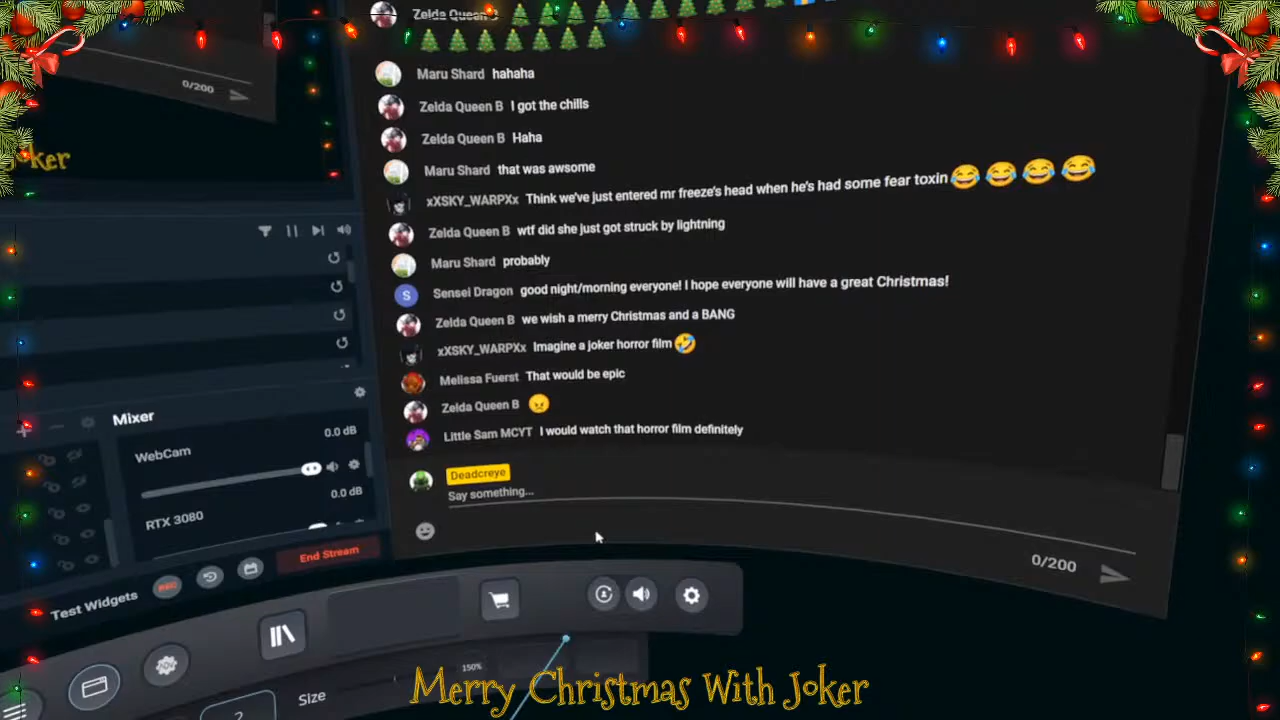 Zelda Queen B
0/200
Maru Shard hahaha
Zelda Queen B I got the chills
Zelda Queen B Haha
Joker
Maru Shard that was awsome
xXSKY_WARPXx Think we've just entered mr freeze's head when he's had some fear toxin 😂 😂 😂 😂
Zelda Queen B wtf did she just got struck by lightning
Maru Shard probably
S Sensei Dragon good night/morning everyone! I hope everyone will have a great Christmas!
Zelda Queen B we wish a merry Christmas and a BANG
xXSKY_WARPXx Imagine a joker horror film 🤣
Melissa Fuerst That would be epic
Zelda Queen B 😠
Little Sam MCYT I would watch that horror film definitely
Mixer
0.0 dB
WebCam
Deadcreye
Say something...
0.0 dB
RTX 3080
End Stream
0/200
Test Widgets
REC
150%
Size
2
Merry Christmas With Joker